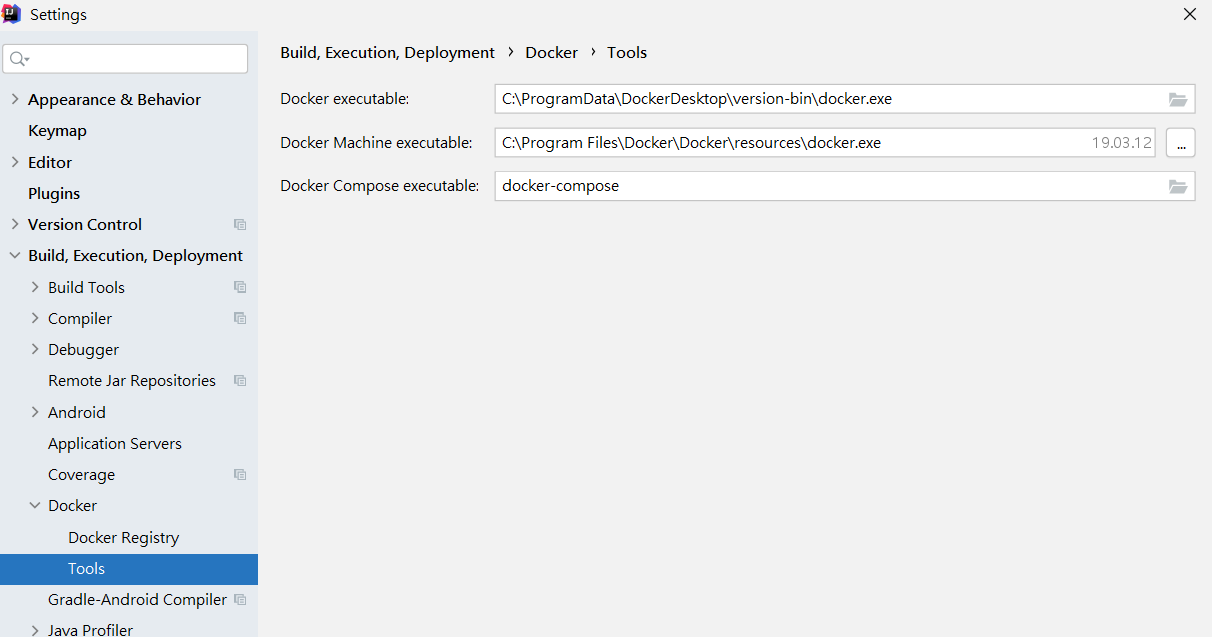 Settings
Build, Execution, Deployment › Docker › Tools
Appearance & Behavior
Keymap
Editor
Plugins
Version Control
Build, Execution, Deployment
Build Tools
Compiler
Debugger
Remote Jar Repositories
Android
Application Servers
Coverage
Docker
Docker Registry
Tools
Gradle-Android Compiler
Java Profiler
Docker executable: C:\ProgramData\DockerDesktop\version-bin\docker.exe
Docker Machine executable: C:\Program Files\Docker\Docker\resources\docker.exe 19.03.12 ...
Docker Compose executable: docker-compose